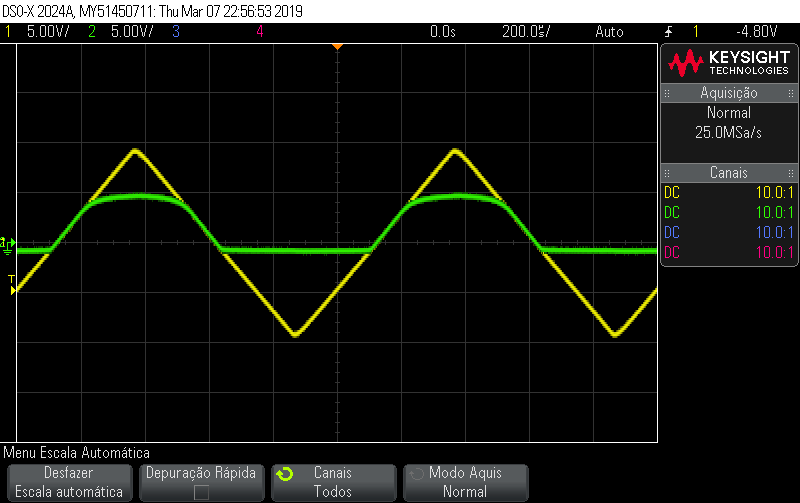 DSO-X 2024A, MY51450711: Thu Mar 07 22:56:53 2019
1 5.00V/ 2 5.00V/ 3 4 0.0s 200.0µs/ Auto 1 -4.80V
KEYSIGHT
TECHNOLOGIES
Aquisição
Normal
25.0MSa/s
Canais
DC 10.0:1
DC 10.0:1
DC 10.0:1
DC 10.0:1
T
Menu Escala Automática
Desfazer
Escala automática
Depuração Rápida
Canais
Todos
Modo Aquis
Normal